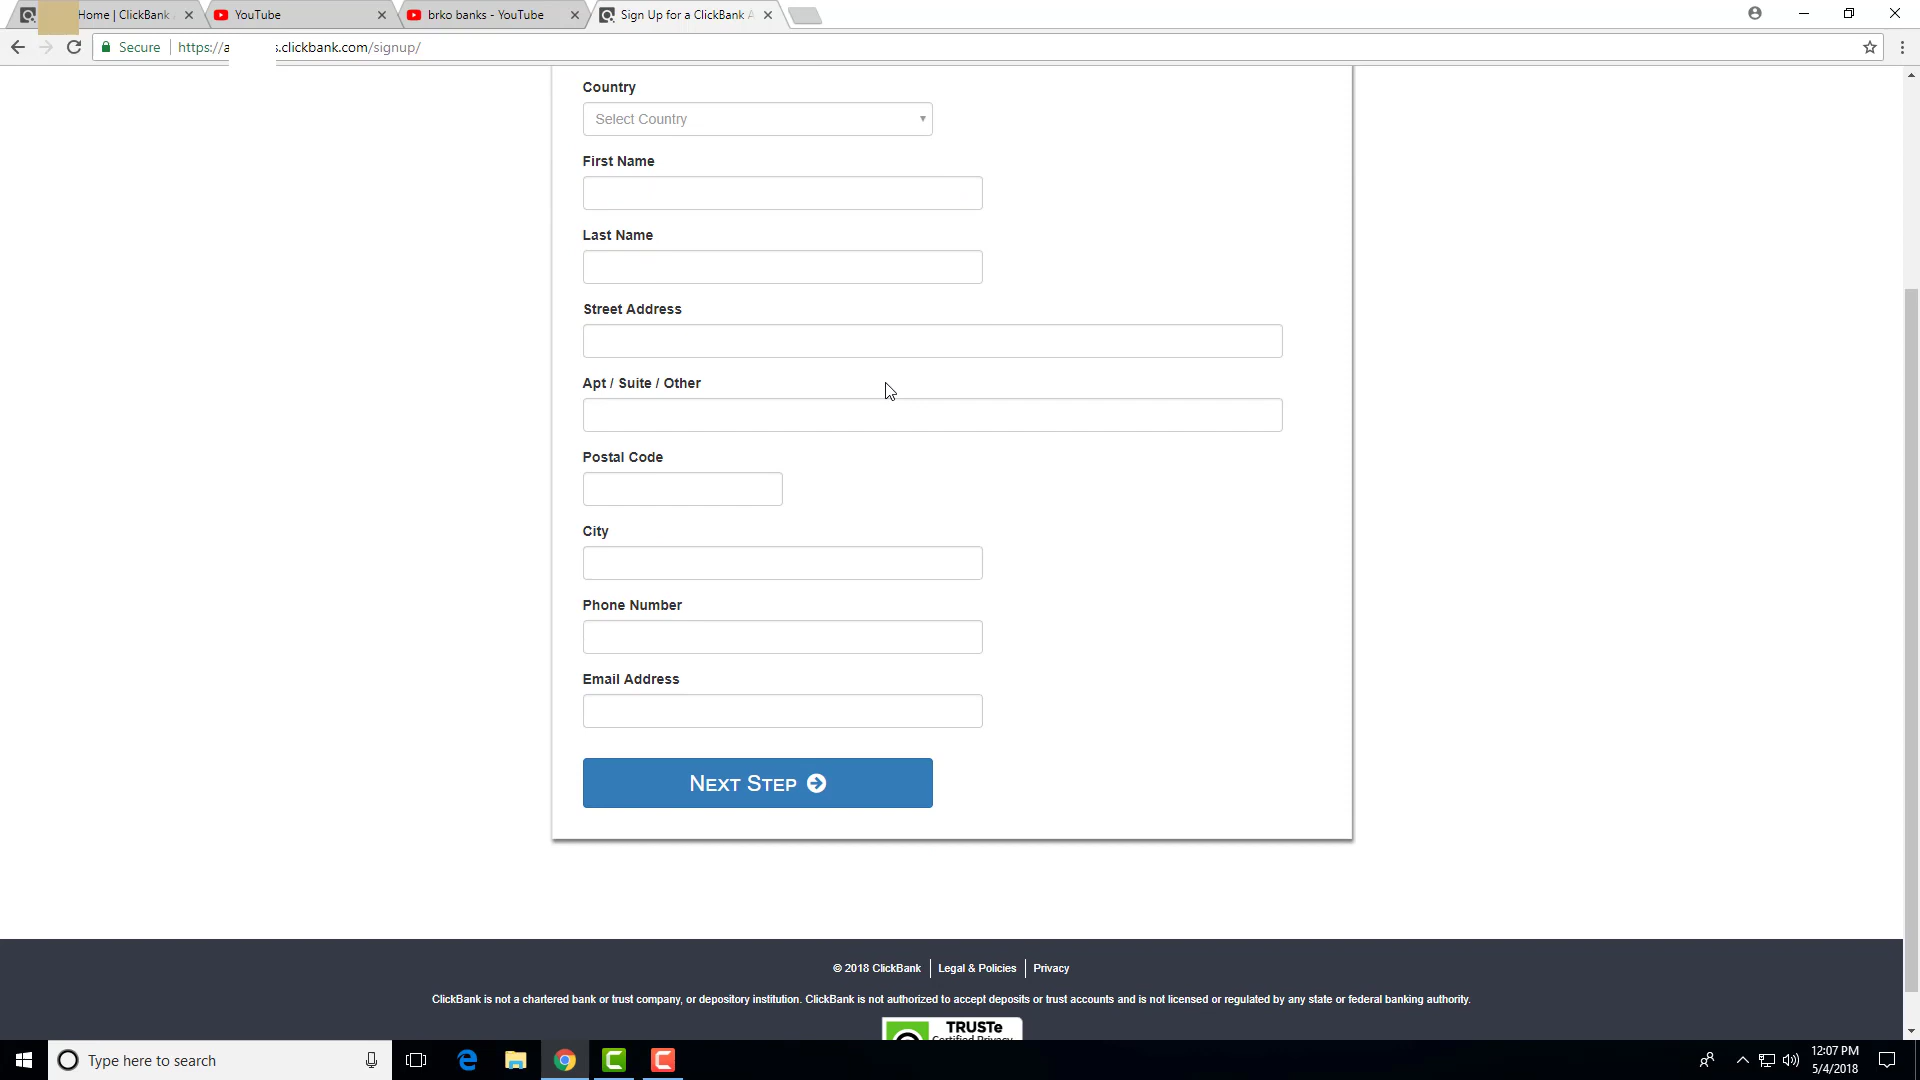 Home | ClickBank
YouTube
brko banks - YouTube
Sign Up for a ClickBank A
Secure
https://a
s.clickbank.com/signup/
Country
Select Country
First Name
Last Name
Street Address
Apt / Suite / Other
Postal Code
City
Phone Number
Email Address
NEXT STEP
© 2018 ClickBank
Legal & Policies
Privacy
ClickBank is not a chartered bank or trust company, or depository institution. ClickBank is not authorized to accept deposits or trust accounts and is not licensed or regulated by any state or federal banking authority.
TRUSTe
Certified Privacy
Type here to search
12:07 PM
5/4/2018